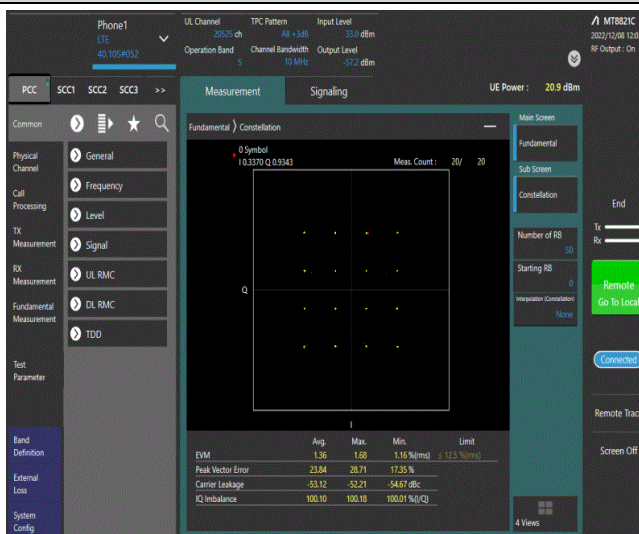 Phone1
LTE
40.10S#052
UL Channel
20525 ch
TPC Pattern
All +3dB
Input Level
33.0 dBm
Operation Band
5
Channel Bandwidth
10 MHz
Output Level
-57.2 dBm
MT8821C
2022/12/08 12:0
RF Output : On
PCC SCC1 SCC2 SCC3 >>
Measurement
Signaling
UE Power : 20.9 dBm
Common
Physical
Channel
Call
Processing
TX
Measurement
RX
Measurement
Fundamental
Measurement
Test
Parameter
Band
Definition
External
Loss
System
Config
General
Frequency
Level
Signal
UL RMC
DL RMC
TDD
Fundamental 〉 Constellation
0 Symbol
I 0.3370 Q 0.9343
Meas. Count : 20/ 20
Q
I
Avg. Max. Min. Limit
EVM 1.36 1.68 1.16 %(rms) ≤ 12.5 %(rms)
Peak Vector Error 23.84 28.71 17.35 %
Carrier Leakage -53.12 -52.21 -54.67 dBc
IQ Imbalance 100.10 100.18 100.01 %(I/Q)
Main Screen
Fundamental
Sub Screen
Constellation
Number of RB
50
Starting RB
0
Interpolation (Constellation)
None
4 Views
End
Tx
Rx
Remote
Go To Local
Connected
Remote Trac
Screen Off